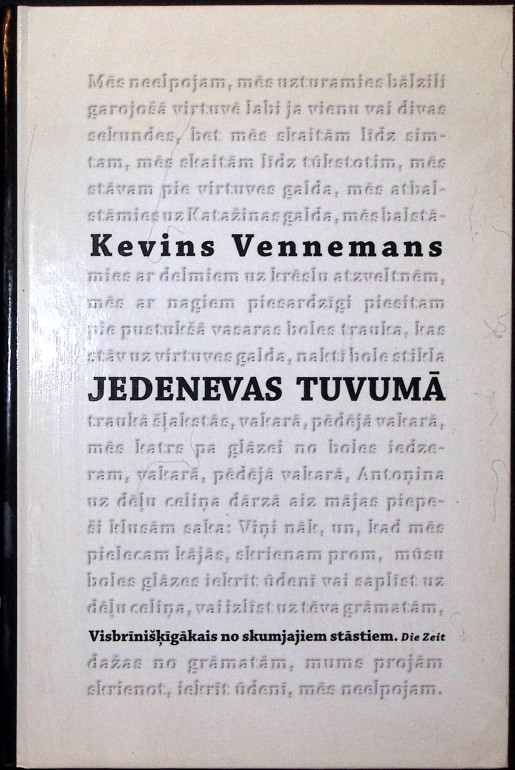 Mēs neelpojam, mēs uzturamies bālzili
garojošā virtuvē labi ja vienu vai divas
sekundes, bet mēs skaitām līdz sim-
tam, mēs skaitām līdz tūkstotim, mēs
stāvam pie virtuves galda, mēs atbal-
stāmies uz Katažinas galda, mēs balstā-
Kevins Vennemans
mies ar delmiem uz krēslu atzveltnēm,
mēs ar nagiem piesardzīgi piesitam
pie pustukšā vasaras boles trauka, kas
stāv uz virtuves galda, naktī bole stikla
JEDENEVAS TUVUMĀ
traukā šļakstās, vakarā, pēdējā vakarā,
mēs katrs pa glāzei no boles iedze-
ram, vakarā, pēdējā vakarā, Antoņina
uz dēļu celiņa dārzā aiz mājas piepe-
ši klusām saka: Viņi nāk, un, kad mēs
pielecam kājās, skrienam prom, mūsu
boles glāzes iekrīt ūdenī vai saplīst uz
dēļu celiņa, vai izlīst uz tēva grāmatām,
Visbrīnišķīgākais no skumjajiem stāstiem. Die Zeit
dažas no grāmatām, mums projām
skrienot, iekrīt ūdenī, mēs neelpojam.